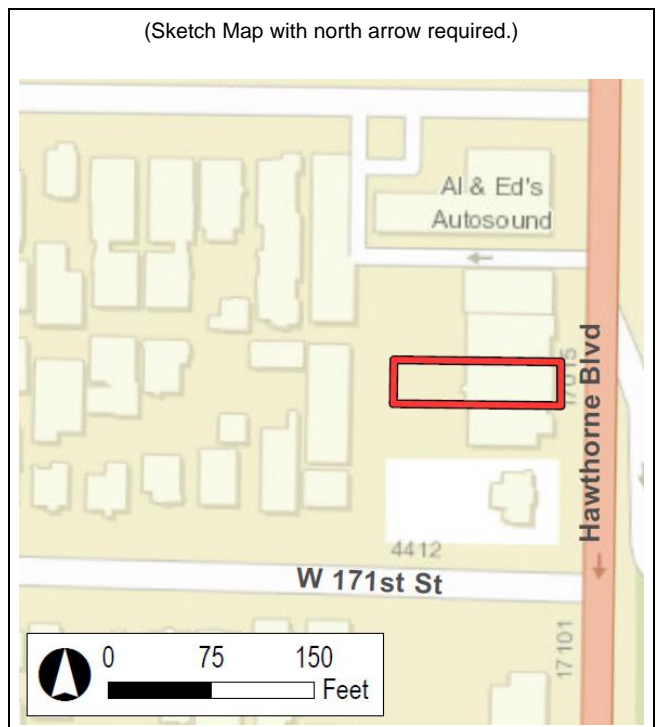 (Sketch Map with north arrow required.)
Al & Ed's
Autosound
Hawthorne Blvd
4412
W 171st St
17101
0 75 150
Feet